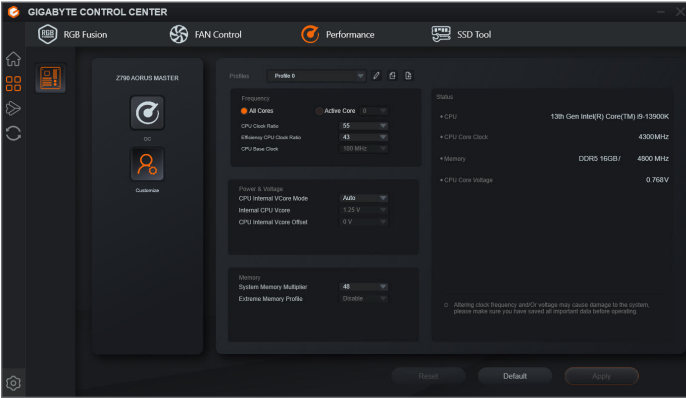 GIGABYTE CONTROL CENTER
RGB
RGB Fusion
FAN Control
Performance
SSD Tool
Z790 AORUS MASTER
OC
Customize
Profiles
Profile 0
Frequency
All Cores
Active Core
0
CPU Clock Ratio
55
Efficiency CPU Clock Ratio
43
CPU Base Clock
100 MHz
Power & Voltage
CPU Internal VCore Mode
Auto
Internal CPU Vcore
1.25 V
CPU Internal Vcore Offset
0 V
Memory
System Memory Multiplier
48
Extreme Memory Profile
Disable
Status
CPU
13th Gen Intel(R) Core(TM) i9-13900K
CPU Core Clock
4300MHz
Memory
DDR5 16GB/ 4800 MHz
CPU Core Voltage
0.768V
Altering clock frequency and/Or voltage may cause damage to the system,
please make sure you have saved all important data before operating.
Reset
Default
Apply